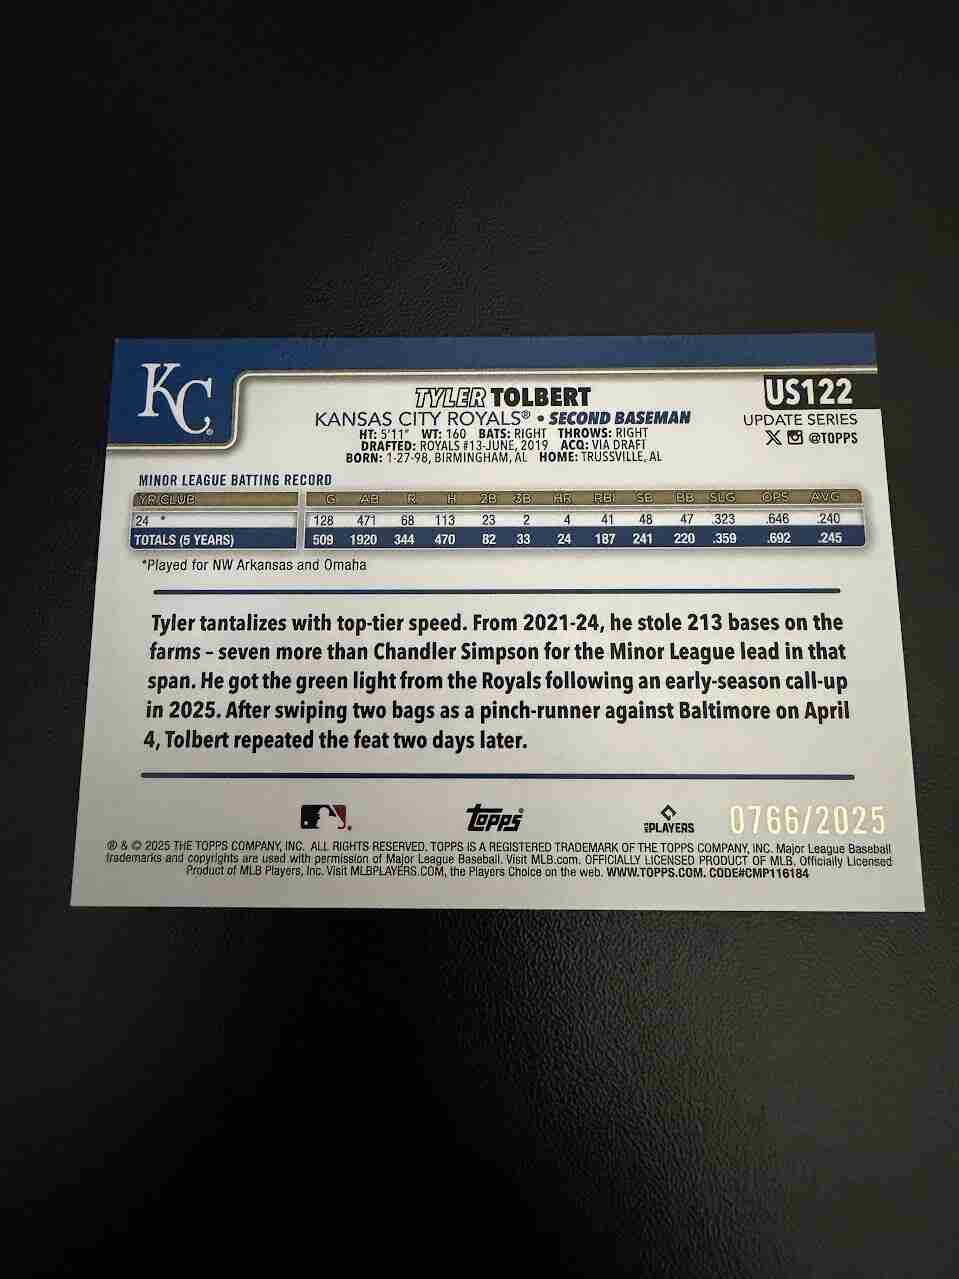 KC
TYLER TOLBERT
US122
KANSAS CITY ROYALS® • SECOND BASEMAN
UPDATE SERIES
HT: 5'11" WT: 160 BATS: RIGHT THROWS: RIGHT
@TOPPS
DRAFTED: ROYALS #13-JUNE, 2019 ACQ: VIA DRAFT
BORN: 1-27-98, BIRMINGHAM, AL HOME: TRUSSVILLE, AL
MINOR LEAGUE BATTING RECORD
YR CLUB G AB R H 2B 3B HR RBI SB BB SLG OPS AVG
24 * 128 471 68 113 23 2 4 41 48 47 .323 .646 .240
TOTALS (5 YEARS) 509 1920 344 470 82 33 24 187 241 220 .359 .692 .245
*Played for NW Arkansas and Omaha
Tyler tantalizes with top-tier speed. From 2021-24, he stole 213 bases on the
farms – seven more than Chandler Simpson for the Minor League lead in that
span. He got the green light from the Royals following an early-season call-up
in 2025. After swiping two bags as a pinch-runner against Baltimore on April
4, Tolbert repeated the feat two days later.
Topps®
PLAYERS
0766/2025
® & © 2025 THE TOPPS COMPANY, INC. ALL RIGHTS RESERVED. TOPPS IS A REGISTERED TRADEMARK OF THE TOPPS COMPANY, INC. Major League Baseball
trademarks and copyrights are used with permission of Major League Baseball. Visit MLB.com. OFFICIALLY LICENSED PRODUCT OF MLB. Officially Licensed
Product of MLB Players, Inc. Visit MLBPLAYERS.COM, the Players Choice on the web. WWW.TOPPS.COM. CODE#CMP116184